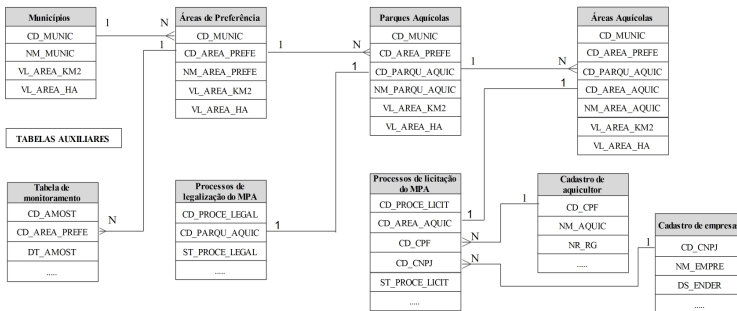 Municípios
CD_MUNIC
NM_MUNIC
VL_AREA_KM2
VL_AREA_HA
1
N
Áreas de Preferência
CD_MUNIC
CD_AREA_PREFE
NM_AREA_PREFE
VL_AREA_KM2
VL_AREA_HA
1
1
N
Parques Aquícolas
CD_MUNIC
CD_AREA_PREFE
CD_PARQU_AQUIC
NM_PARQU_AQUIC
VL_AREA_KM2
VL_AREA_HA
1
1
N
Áreas Aquícolas
CD_MUNIC
CD_AREA_PREFE
CD_PARQU_AQUIC
CD_AREA_AQUIC
NM_AREA_AQUIC
VL_AREA_KM2
VL_AREA_HA
1
TABELAS AUXILIARES
Tabela de
monitoramento
CD_AMOST
CD_AREA_PREFE
DT_AMOST
.....
N
Processos de
legalização do MPA
CD_PROCE_LEGAL
CD_PARQU_AQUIC
ST_PROCE_LEGAL
.....
1
Processos de licitação
do MPA
CD_PROCE_LICIT
CD_AREA_AQUIC
CD_CPF
CD_CNPJ
ST_PROCE_LICIT
.....
1
N
N
1
Cadastro de
aquicultor
CD_CPF
NM_AQUIC
NR_RG
.....
1
Cadastro de empresa
CD_CNPJ
NM_EMPRE
DS_ENDER
.....